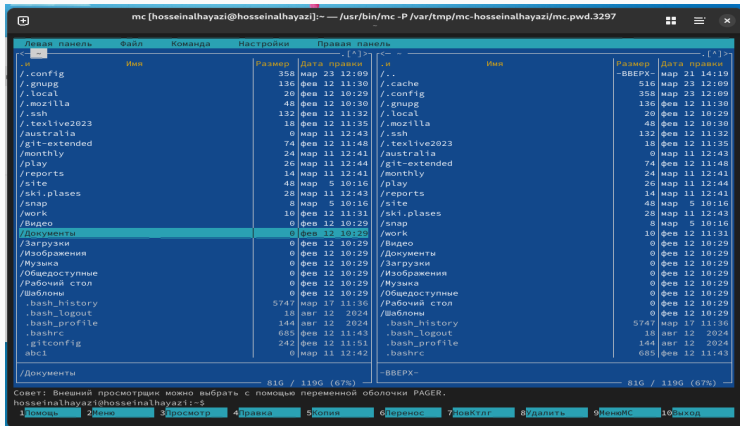 mc [hosseinalhayazi@hosseinalhayazi]:~ — /usr/bin/mc -P /var/tmp/mc-hosseinalhayazi/mc.pwd.3297
Левая панель Файл Команда Настройки Правая панель
<- ~ .[^]> <- ~ .[^]>
.и Имя Размер Дата правки .и Имя Размер Дата правки
/.config 358 мар 23 12:09 /.. -ВВЕРХ- мар 21 14:19
/.gnupg 136 фев 12 11:30 /.cache 516 мар 23 12:09
/.local 20 фев 12 10:29 /.config 358 мар 23 12:09
/.mozilla 48 фев 12 10:30 /.gnupg 136 фев 12 11:30
/.ssh 132 фев 12 11:32 /.local 20 фев 12 10:29
/.texlive2023 18 фев 12 11:35 /.mozilla 48 фев 12 10:30
/australia 0 мар 11 12:43 /.ssh 132 фев 12 11:32
/git-extended 74 фев 12 11:48 /.texlive2023 18 фев 12 11:35
/monthly 24 мар 11 12:41 /australia 0 мар 11 12:43
/play 26 мар 11 12:44 /git-extended 74 фев 12 11:48
/reports 14 мар 11 12:41 /monthly 24 мар 11 12:41
/site 48 мар 5 10:16 /play 26 мар 11 12:44
/ski.plases 28 мар 11 12:43 /reports 14 мар 11 12:41
/snap 8 мар 5 10:16 /site 48 мар 5 10:16
/work 10 фев 12 11:31 /ski.plases 28 мар 11 12:43
/Видео 0 фев 12 10:29 /snap 8 мар 5 10:16
/Документы 0 фев 12 10:29 /work 10 фев 12 11:31
/Загрузки 0 фев 12 10:29 /Видео 0 фев 12 10:29
/Изображения 0 фев 12 10:29 /Документы 0 фев 12 10:29
/Музыка 0 фев 12 10:29 /Загрузки 0 фев 12 10:29
/Общедоступные 0 фев 12 10:29 /Изображения 0 фев 12 10:29
/Рабочий стол 0 фев 12 10:29 /Музыка 0 фев 12 10:29
/Шаблоны 0 фев 12 10:29 /Общедоступные 0 фев 12 10:29
.bash_history 5747 мар 17 11:36 /Рабочий стол 0 фев 12 10:29
.bash_logout 18 авг 12 2024 /Шаблоны 0 фев 12 10:29
.bash_profile 144 авг 12 2024 .bash_history 5747 мар 17 11:36
.bashrc 685 фев 12 11:43 .bash_logout 18 авг 12 2024
.gitconfig 242 фев 12 11:51 .bash_profile 144 авг 12 2024
abc1 0 мар 11 12:42 .bashrc 685 фев 12 11:43
/Документы -ВВЕРХ-
81G / 119G (67%) 81G / 119G (67%)
Совет: Внешний просмотрщик можно выбрать с помощью переменной оболочки PAGER.
hosseinalhayazi@hosseinalhayazi:~$
1Помощь 2Меню 3Просмотр 4Правка 5Копия 6Перенос 7НовКтлг 8Удалить 9МенюМС 10Выход